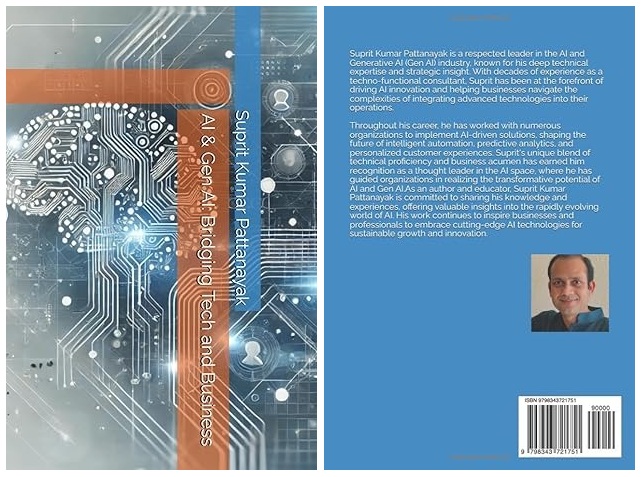 Suprit Kumar Pattanayak
AI & Gen AI: Bridging Tech and Business
Suprit Kumar Pattanayak is a respected leader in the AI and
Generative AI (Gen AI) industry, known for his deep technical
expertise and strategic insight. With decades of experience as a
techno-functional consultant, Suprit has been at the forefront of
driving AI innovation and helping businesses navigate the
complexities of integrating advanced technologies into their
operations.
Throughout his career, he has worked with numerous
organizations to implement AI-driven solutions, shaping the
future of intelligent automation, predictive analytics, and
personalized customer experiences. Suprit's unique blend of
technical proficiency and business acumen has earned him
recognition as a thought leader in the AI space, where he has
guided organizations in realizing the transformative potential of
AI and Gen AI.As an author and educator, Suprit Kumar
Pattanayak is committed to sharing his knowledge and
experiences, offering valuable insights into the rapidly evolving
world of AI. His work continues to inspire businesses and
professionals to embrace cutting-edge AI technologies for
sustainable growth and innovation.
ISBN 9798343721751
90000
9 798343 721751